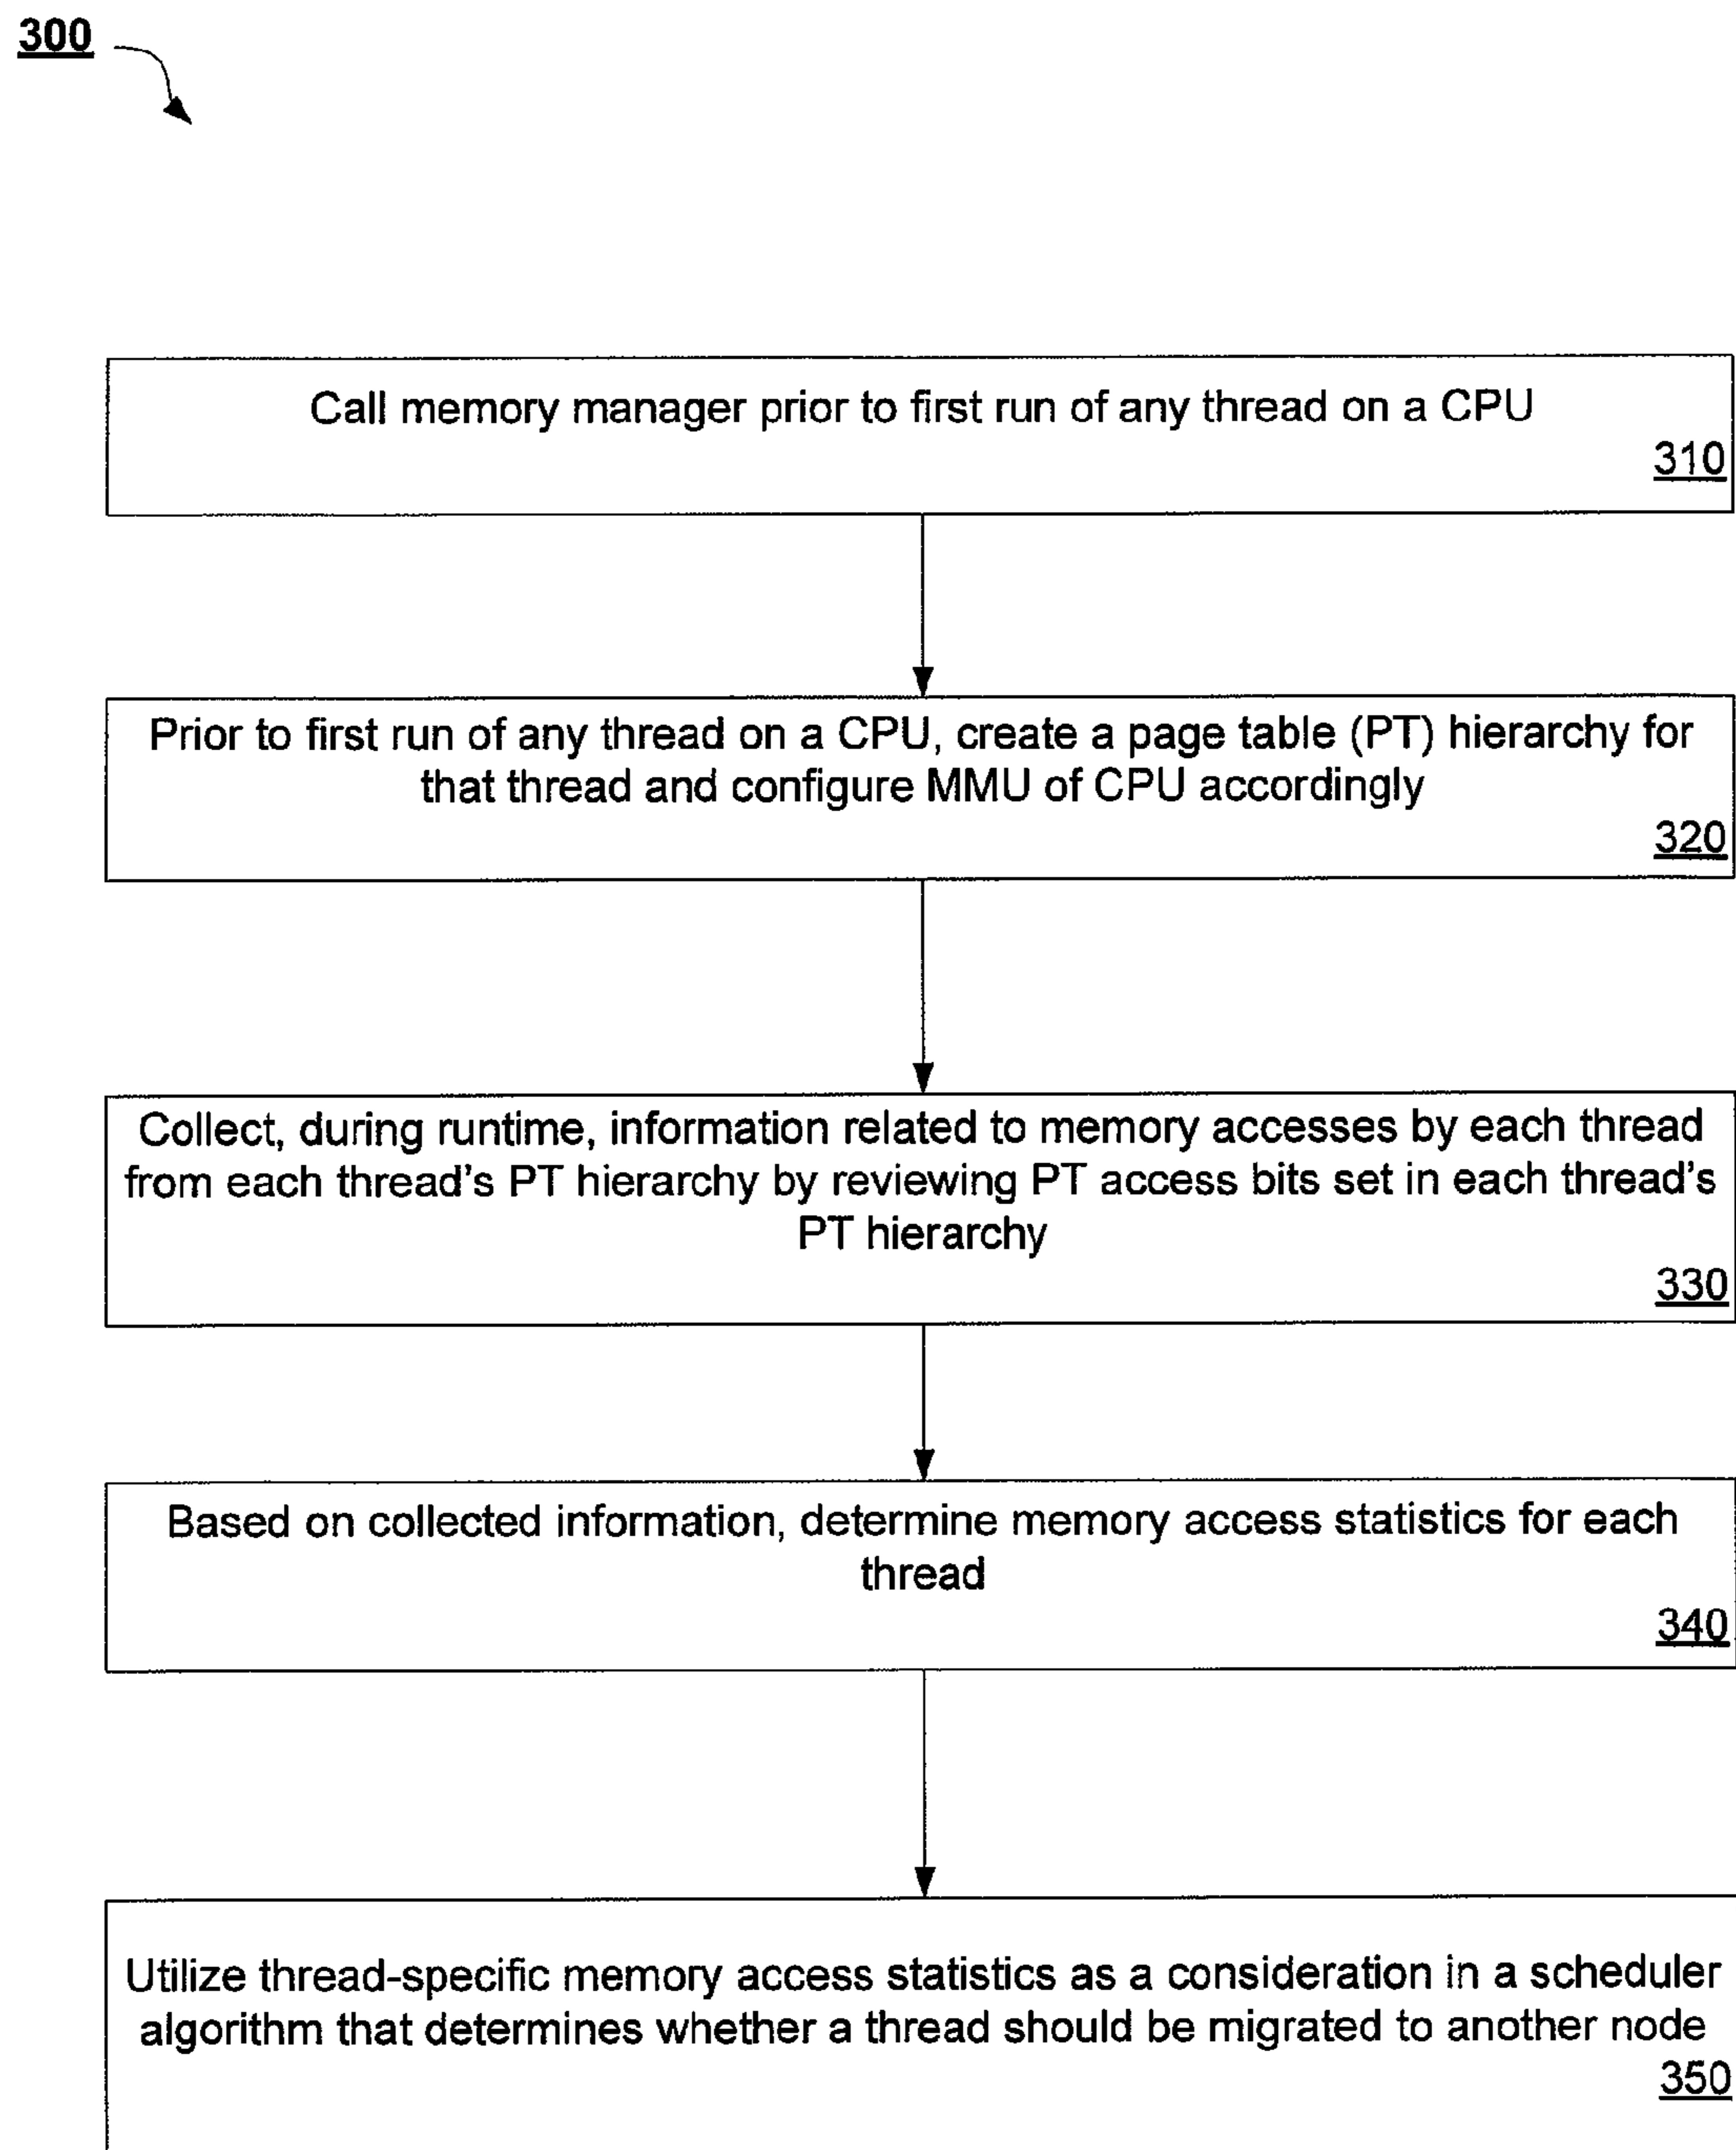 300
Call memory manager prior to first run of any thread on a CPU
310
Prior to first run of any thread on a CPU, create a page table (PT) hierarchy for
that thread and configure MMU of CPU accordingly
320
Collect, during runtime, information related to memory accesses by each thread
from each thread's PT hierarchy by reviewing PT access bits set in each thread's
PT hierarchy
330
Based on collected information, determine memory access statistics for each
thread
340
Utilize thread-specific memory access statistics as a consideration in a scheduler
algorithm that determines whether a thread should be migrated to another node
350